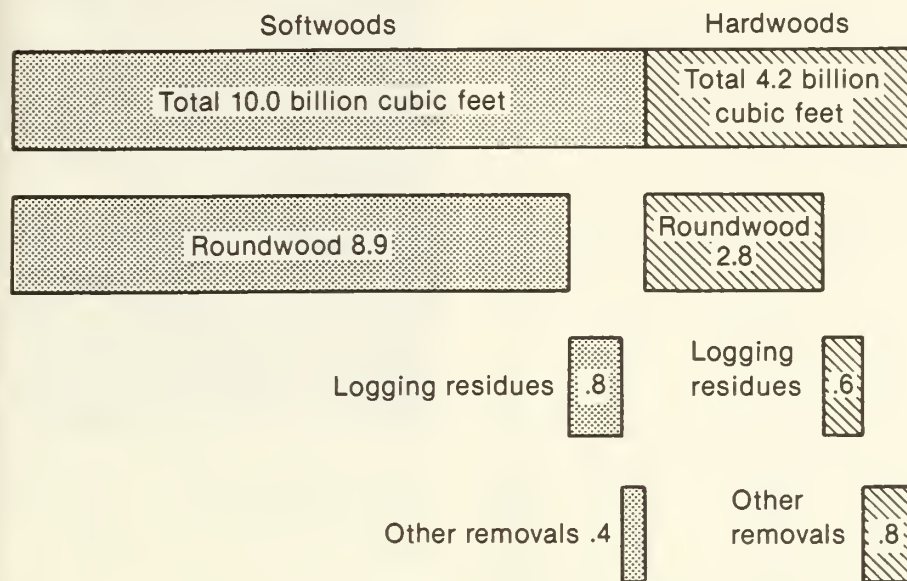 Softwoods
Hardwoods
Total 10.0 billion cubic feet
Total 4.2 billion
cubic feet
Roundwood 8.9
Roundwood
2.8
Logging residues .8
Logging
residues .6
Other removals .4
Other
removals .8